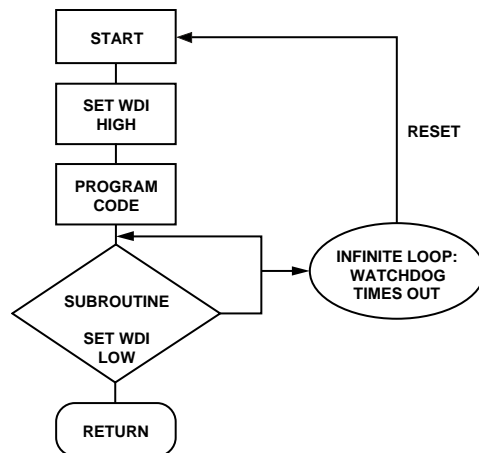 START
SET WDI
HIGH
RESET
PROGRAM
CODE
INFINITE LOOP:
WATCHDOG
TIMES OUT
SUBROUTINE
SET WDI
LOW
RETURN